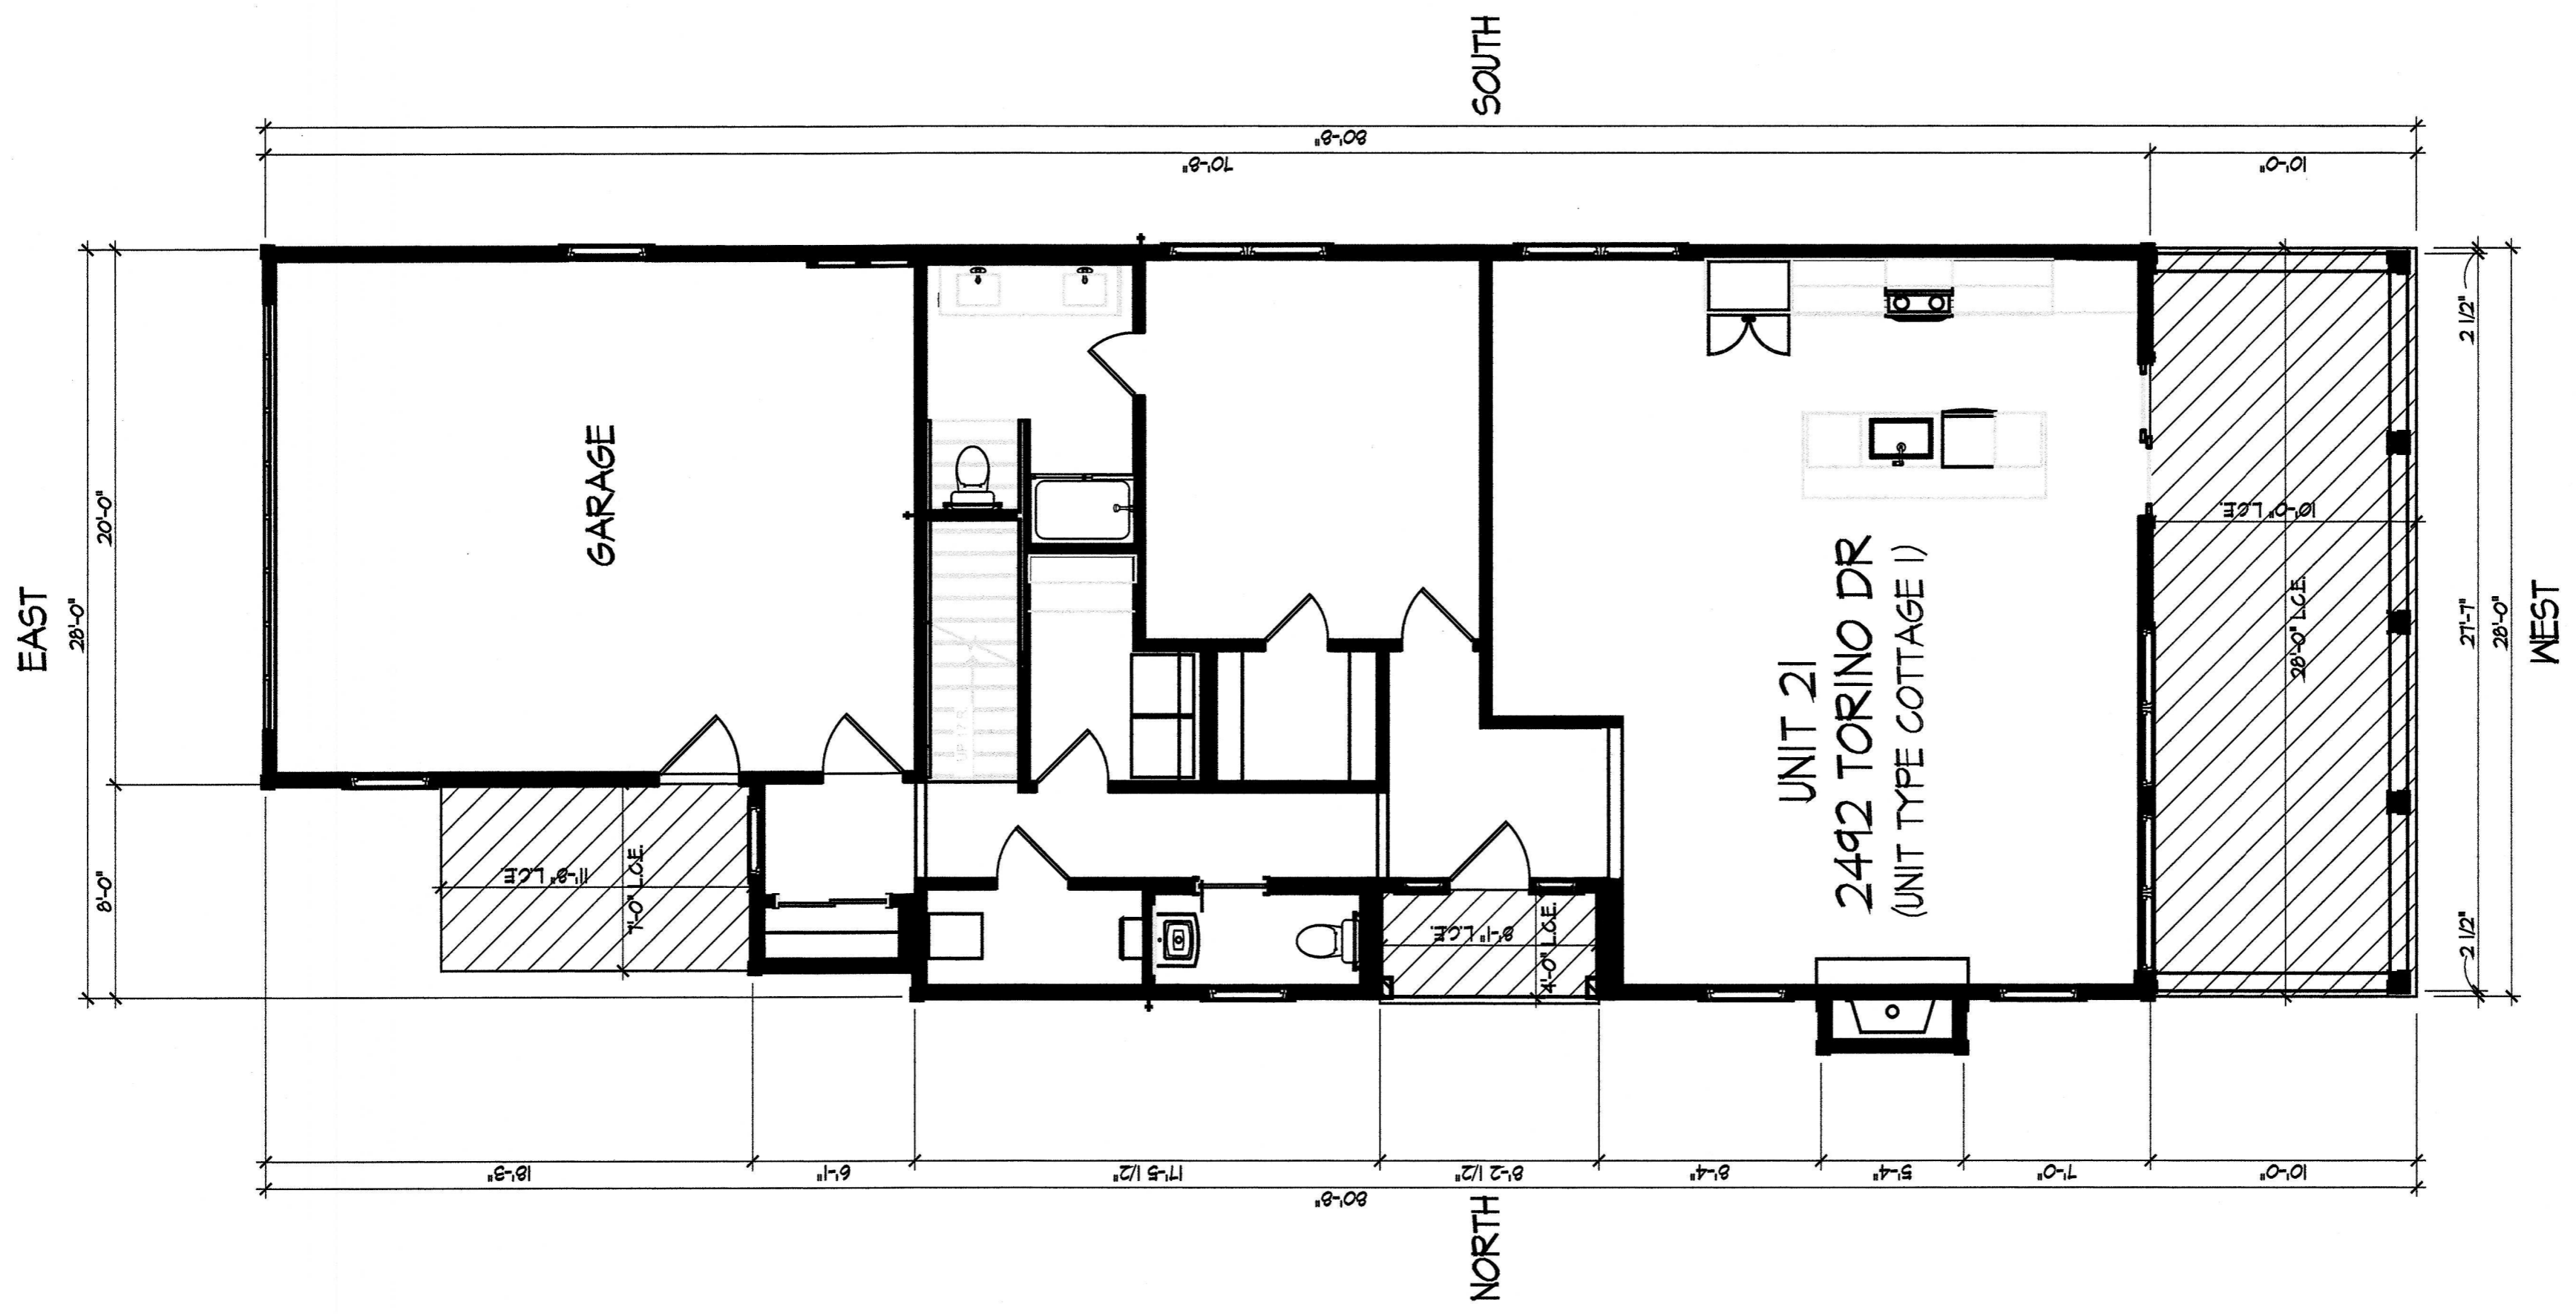 SOUTH
80'-8"
70'-8"
10'-0"
EAST
28'-0"
20'-0"
8'-0"
GARAGE
UP 17 R
11'-8" L.C.E.
7'-0" L.C.E.
8'-1" L.C.E.
4'-0" L.C.E.
UNIT 21
2492 TORINO DR
(UNIT TYPE COTTAGE 1)
10'-0" L.C.E.
28'-0" L.C.E.
2 1/2"
27'-7"
28'-0"
2 1/2"
WEST
18'-3"
6'-1"
17'-5 1/2"
8'-2 1/2"
8'-4"
5'-4"
7'-0"
10'-0"
80'-8"
NORTH